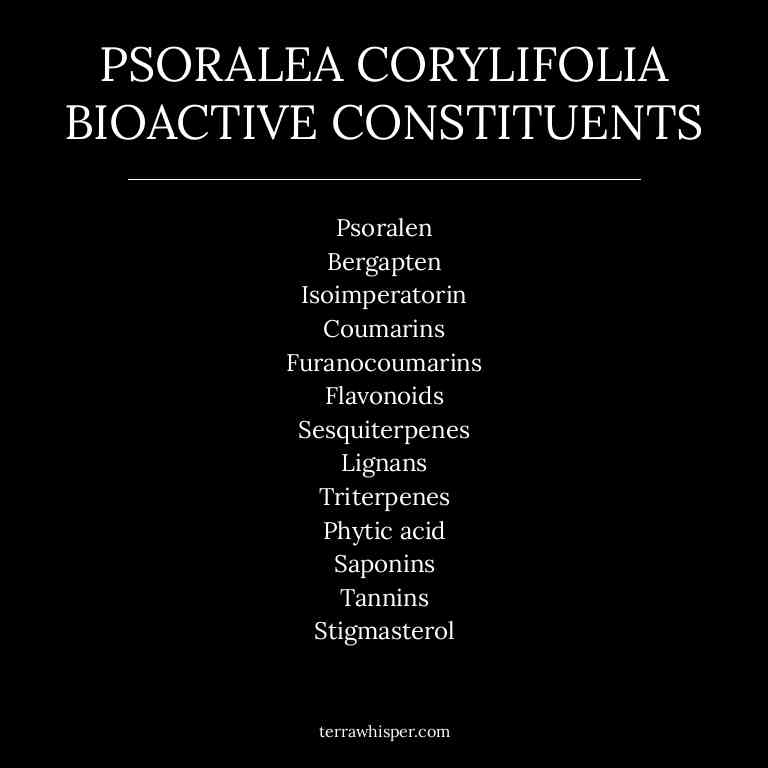 PSORALEA CORYLIFOLIA
BIOACTIVE CONSTITUENTS
Psoralen
Bergapten
Isoimperatorin
Coumarins
Furanocoumarins
Flavonoids
Sesquiterpenes
Lignans
Triterpenes
Phytic acid
Saponins
Tannins
Stigmasterol
terrawhisper.com